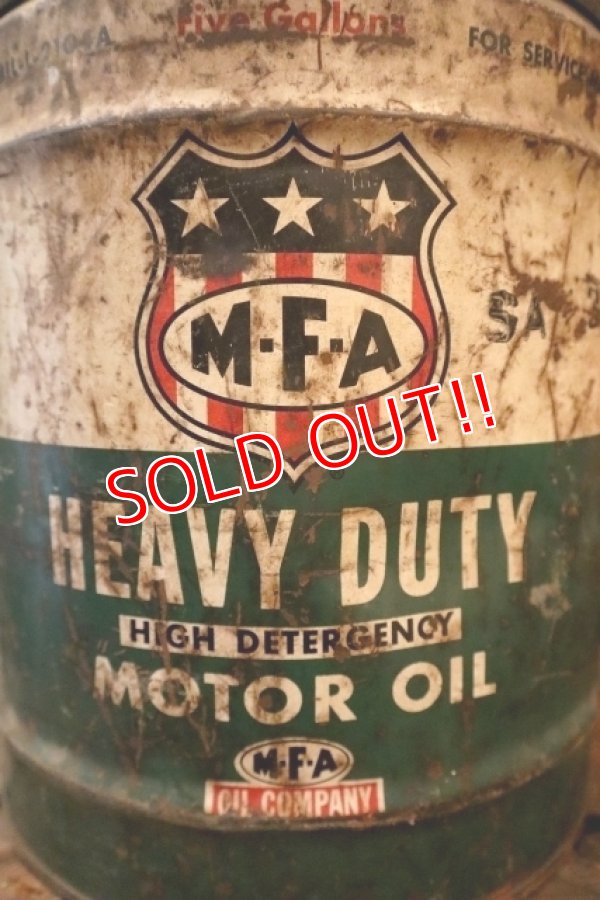 Five Gallons
FOR SERVICE
M·F·A
SA
SOLD OUT!!
HEAVY DUTY
HIGH DETERGENCY
MOTOR OIL
M·F·A
OIL COMPANY